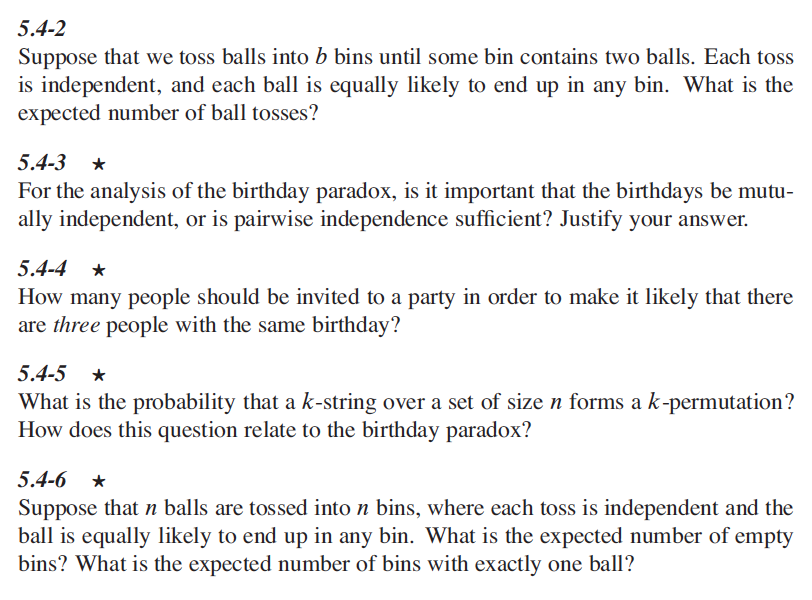 5.4-2
Suppose that we toss balls into b bins until some bin contains two balls. Each toss
is independent, and each ball is equally likely to end up in any bin. What is the
expected number of ball tosses?
5.4-3 ★
For the analysis of the birthday paradox, is it important that the birthdays be mutu-
ally independent, or is pairwise independence sufficient? Justify your answer.
5.4-4 ★
How many people should be invited to a party in order to make it likely that there
are three people with the same birthday?
5.4-5 ★
What is the probability that a k-string over a set of size n forms a k-permutation?
How does this question relate to the birthday paradox?
5.4-6 ★
Suppose that n balls are tossed into n bins, where each toss is independent and the
ball is equally likely to end up in any bin. What is the expected number of empty
bins? What is the expected number of bins with exactly one ball?